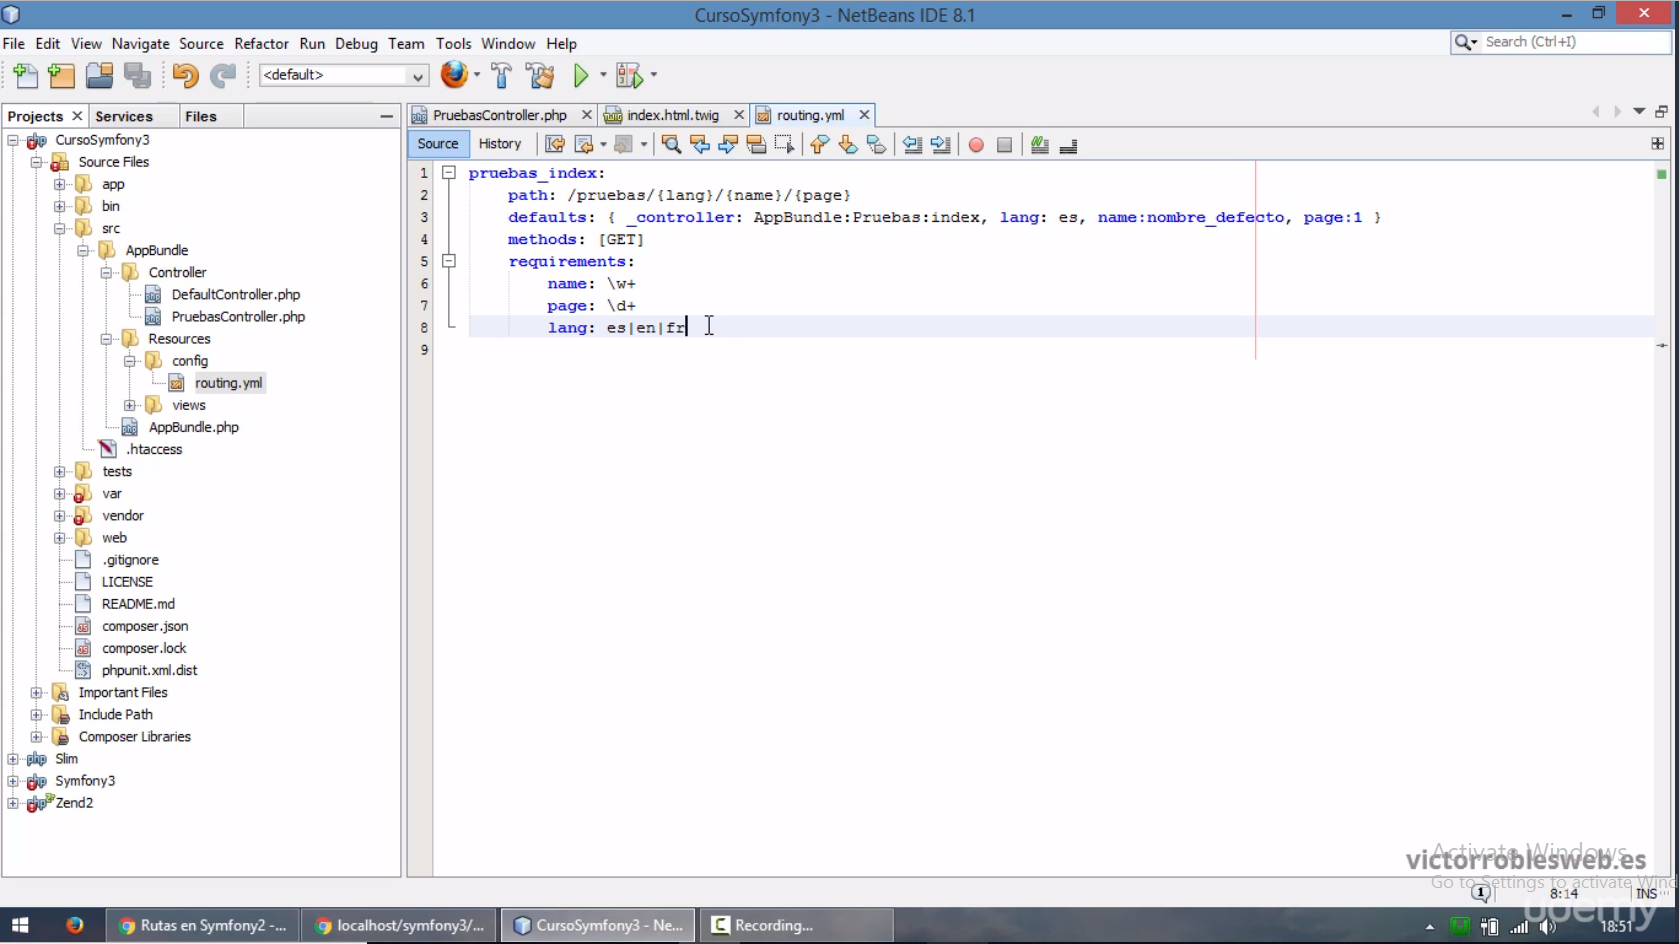 CursoSymfony3 - NetBeans IDE 8.1
File Edit View Navigate Source Refactor Run Debug Team Tools Window Help
Search (Ctrl+I)
<default>
Projects Services Files
PruebasController.php index.html.twig routing.yml
Source History
CursoSymfony3
Source Files
app
bin
src
AppBundle
Controller
DefaultController.php
PruebasController.php
Resources
config
routing.yml
views
AppBundle.php
.htaccess
tests
var
vendor
web
.gitignore
LICENSE
README.md
composer.json
composer.lock
phpunit.xml.dist
Important Files
Include Path
Composer Libraries
Slim
Symfony3
Zend2
1 pruebas_index:
2 path: /pruebas/{lang}/{name}/{page}
3 defaults: { _controller: AppBundle:Pruebas:index, lang: es, name:nombre_defecto, page:1 }
4 methods: [GET]
5 requirements:
6 name: \w+
7 page: \d+
8 lang: es|en|fr
9
Activate Windows
victorroblesweb.es
Go to Settings to activate Wind
8:14 INS
udemy
Rutas en Symfony2 -... localhost/symfony3/... CursoSymfony3 - Ne... Recording... 18:51